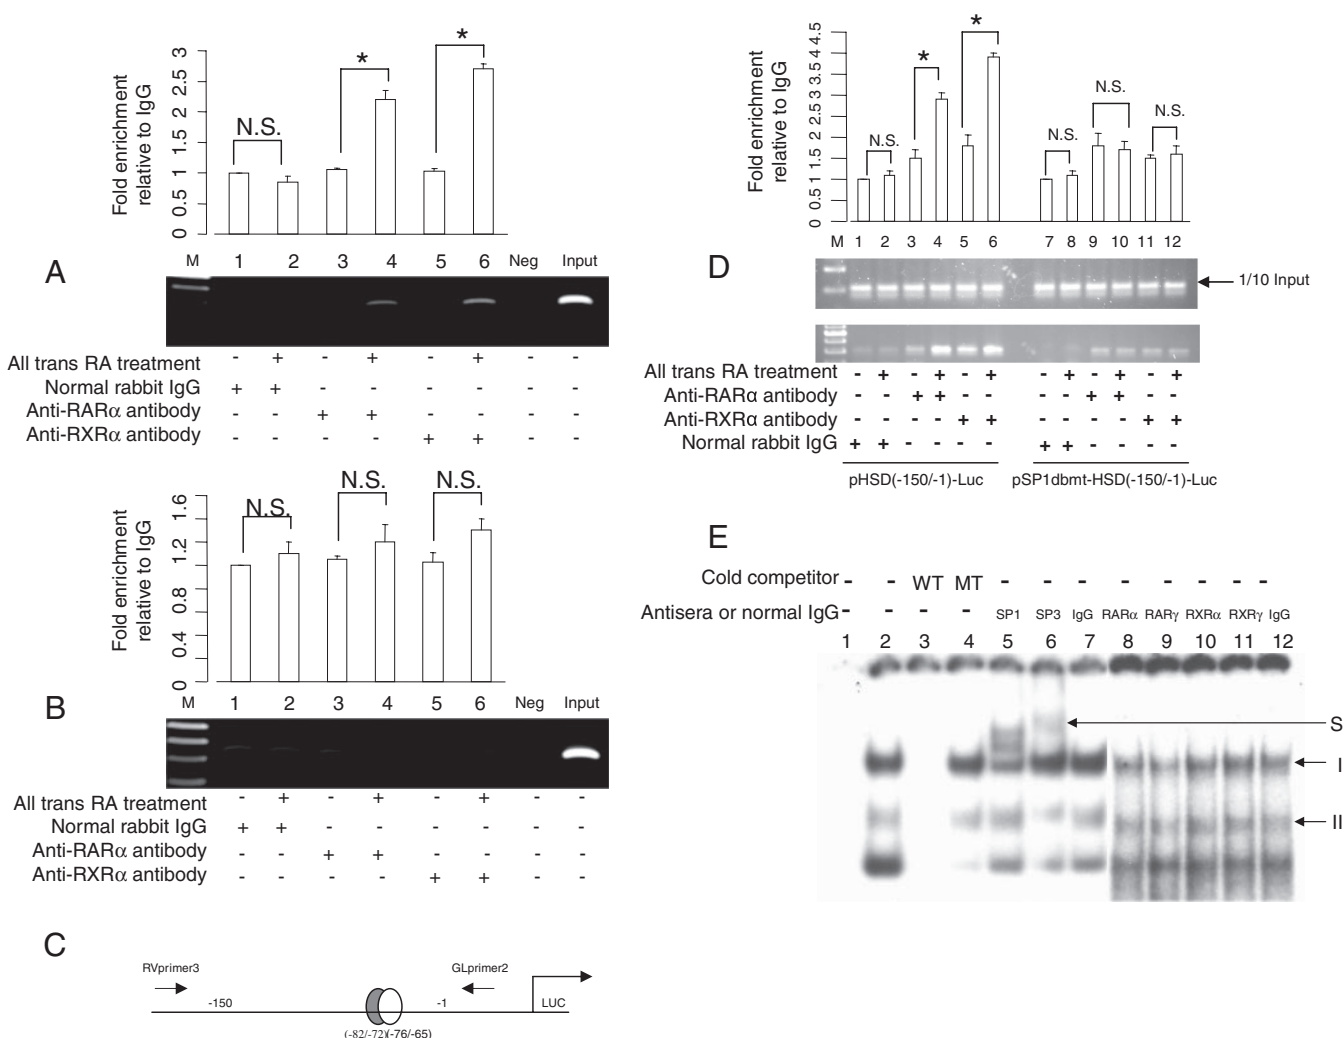 Fold enrichment
relative to IgG
3
2.5
2
1.5
1
0.5
0
N.S.
*
*
A
M 1 2 3 4 5 6 Neg Input
All trans RA treatment - + - + - + - -
Normal rabbit IgG + + - - - - - -
Anti-RARα antibody - - + + - - - -
Anti-RXRα antibody - - - - + + - -
Fold enrichment
relative to IgG
1.6
1.2
0.8
0.4
0
N.S.
N.S.
N.S.
B
M 1 2 3 4 5 6 Neg Input
All trans RA treatment - + - + - + - -
Normal rabbit IgG + + - - - - - -
Anti-RARα antibody - - + + - - - -
Anti-RXRα antibody - - - - + + - -
C
RVprimer3
GLprimer2
-150
-1
LUC
(-82/-72)(-76/-65)
Fold enrichment
relative to IgG
4.5
4
3.5
3
2.5
2
1.5
1
0.5
0
N.S.
*
*
N.S.
N.S.
N.S.
M 1 2 3 4 5 6 7 8 9 10 11 12
D
1/10 Input
All trans RA treatment - + - + - + - + - + - +
Anti-RARα antibody - - + + - - - - + + - -
Anti-RXRα antibody - - - - + + - - - - + +
Normal rabbit IgG + + - - - - + + - - - -
pHSD(-150/-1)-Luc
pSP1dbmt-HSD(-150/-1)-Luc
E
Cold competitor - - WT MT - - - - - - - -
Antisera or normal IgG - - - - SP1 SP3 IgG RARα RARγ RXRα RXRγ IgG
1 2 3 4 5 6 7 8 9 10 11 12
S
I
II